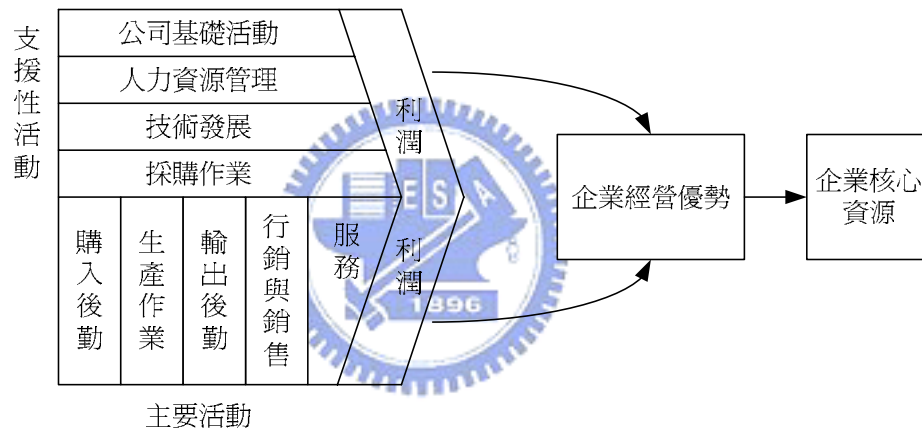 支援性活動
公司基礎活動
人力資源管理
技術發展
採購作業
利潤
購入後勤
生產作業
輸出後勤
行銷與銷售
服務
利潤
主要活動
企業經營優勢
企業核心
資源
ESA
1896